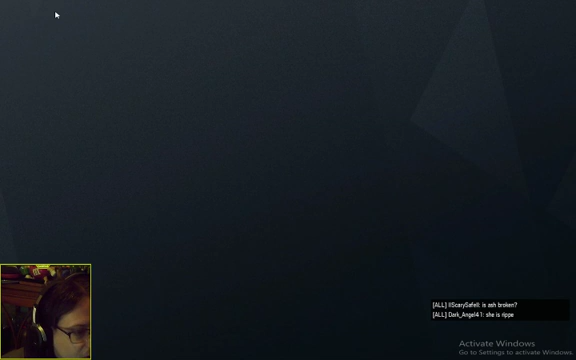 [ALL] IIScarySafeII: is ash broken?
[ALL] Dark_Angel41: she is rippe
Activate Windows
Go to Settings to activate Windows.